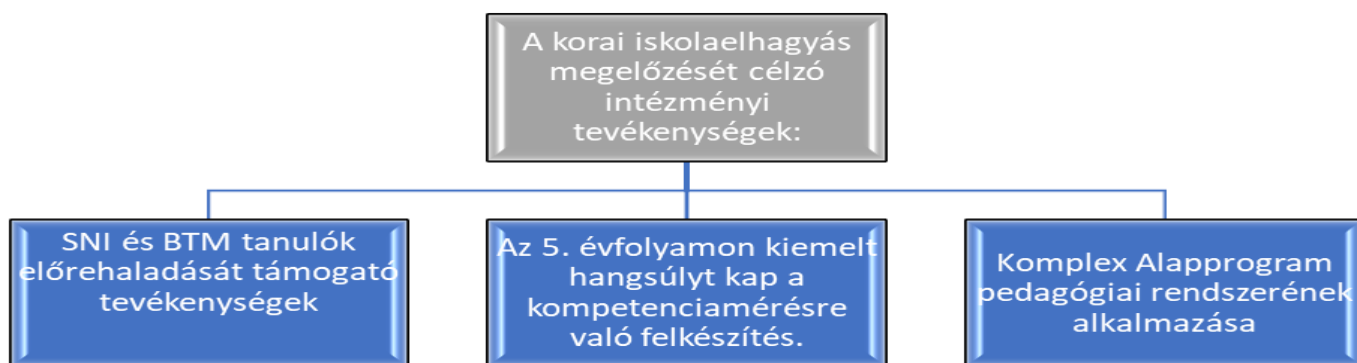 A korai iskolaelhagyás
megelőzését célzó
intézményi
tevékenységek:
SNI és BTM tanulók
előrehaladását támogató
tevékenységek
Az 5. évfolyamon kiemelt
hangsúlyt kap a
kompetenciamérésre
való felkészítés.
Komplex Alapprogram
pedagógiai rendszerének
alkalmazása